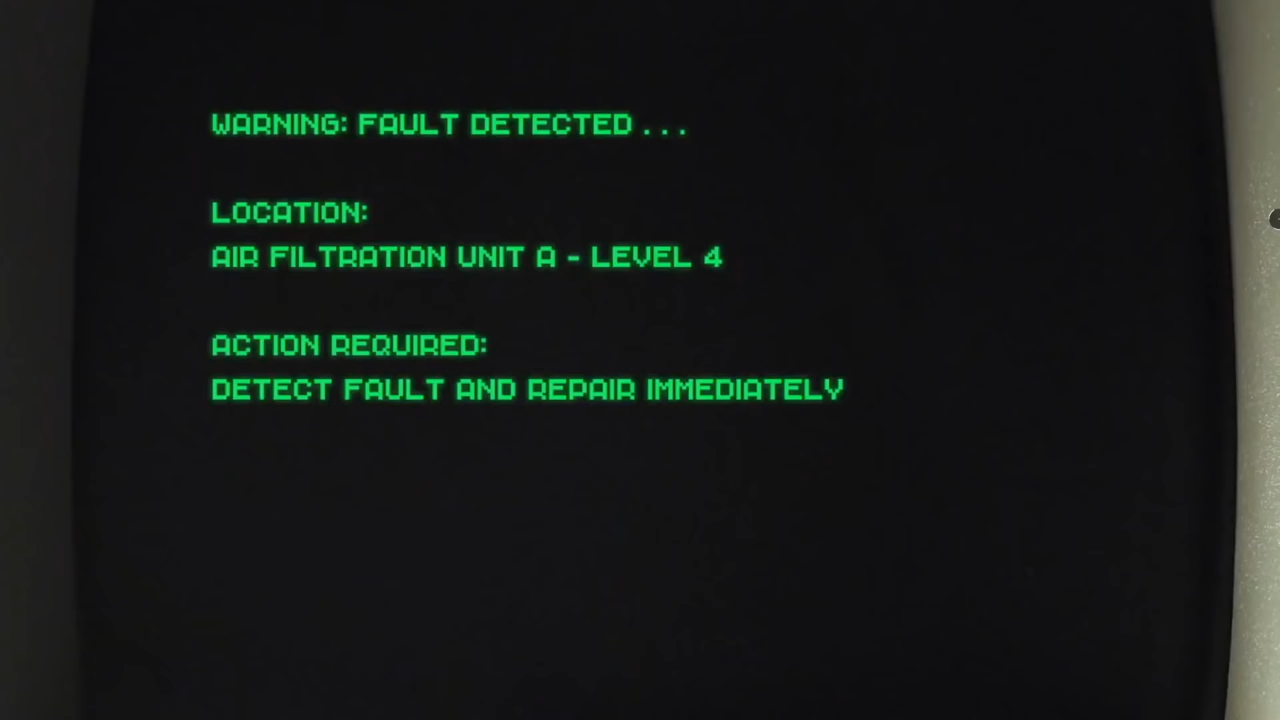 WARNING: FAULT DETECTED . . .
LOCATION:
AIR FILTRATION UNIT A - LEVEL 4
ACTION REQUIRED:
DETECT FAULT AND REPAIR IMMEDIATELY